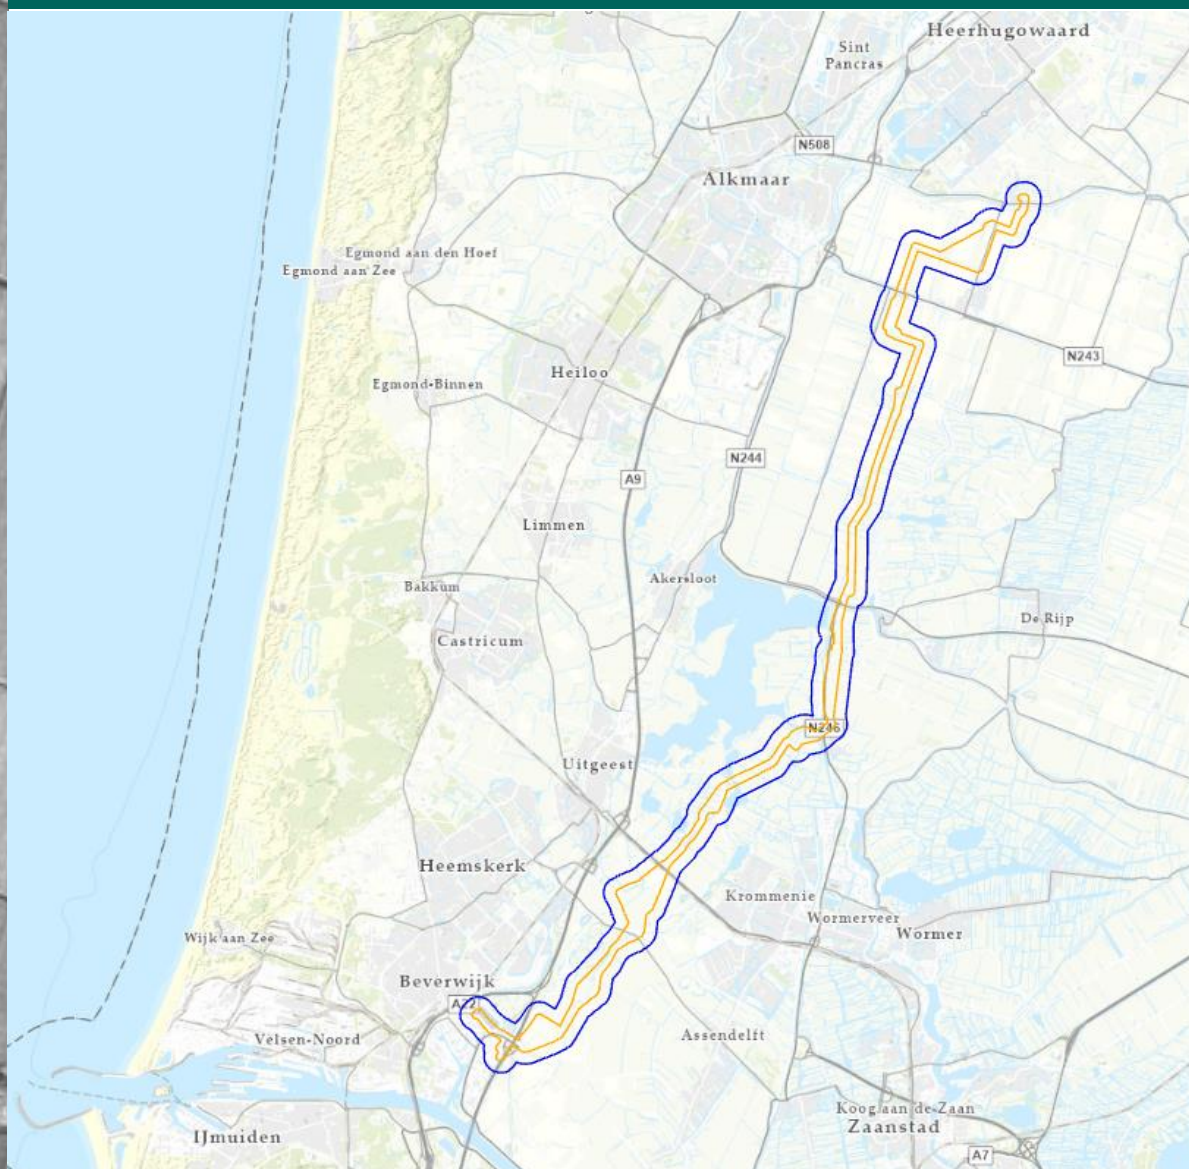 Heerhugowaard
Sint
Pancras
N508
Alkmaar
Egmond aan den Hoef
Egmond aan Zee
N243
Heiloo
Egmond-Binnen
N244
A9
Limmen
Akersloot
Bakkum
De Rijp
Castricum
N246
Uitgeest
Heemskerk
Krommenie
Wormerveer
Wormer
Wijk aan Zee
Beverwijk
A22
Velsen-Noord
Assendelft
Koog aan de Zaan
Zaanstad
IJmuiden
A7